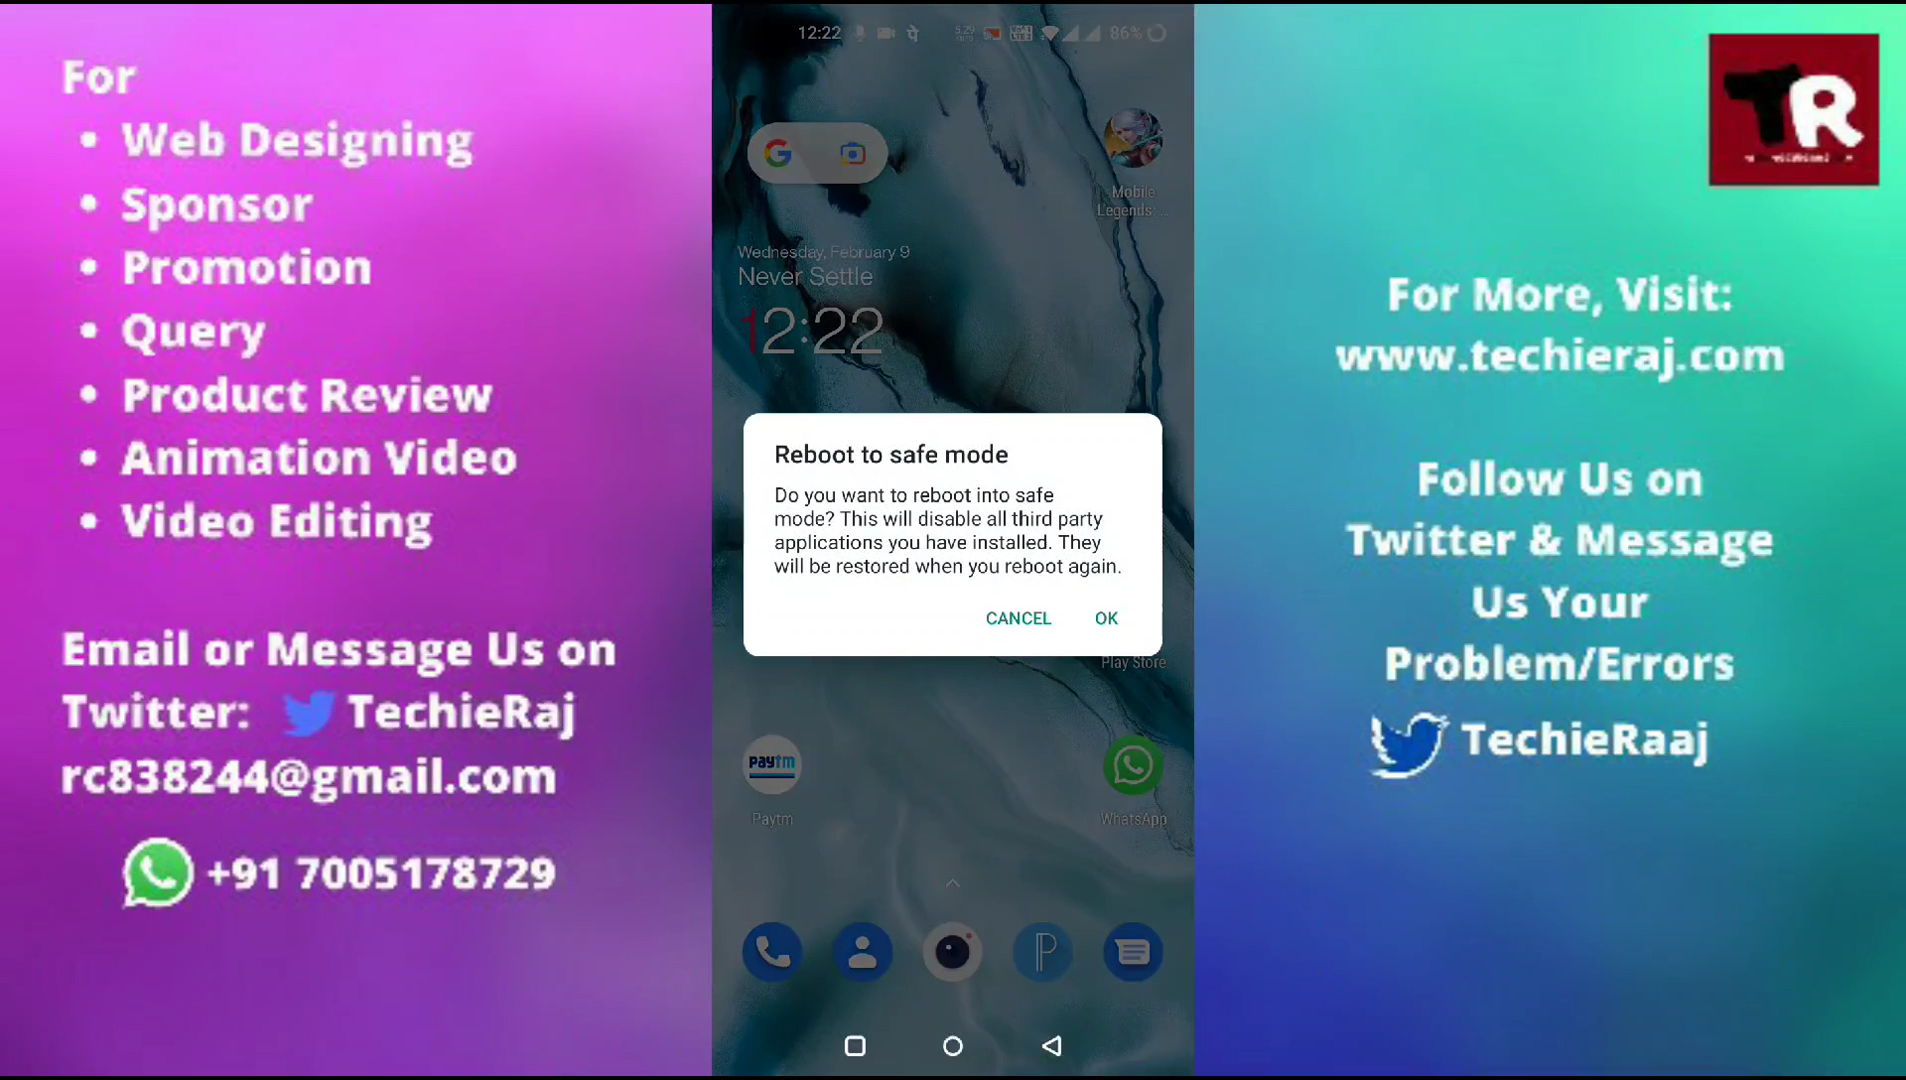 For
• Web Designing
• Sponsor
• Promotion
• Query
• Product Review
• Animation Video
• Video Editing
Email or Message Us on
Twitter: TechieRaj
rc838244@gmail.com
+91 7005178729
12:22
86%
Mobile
Legends:...
Wednesday, February 9
Never Settle
12:22
Reboot to safe mode
Do you want to reboot into safe
mode? This will disable all third party
applications you have installed. They
will be restored when you reboot again.
CANCEL OK
Play Store
paytm
Paytm
WhatsApp
TR
For More, Visit:
www.techieraj.com
Follow Us on
Twitter & Message
Us Your
Problem/Errors
TechieRaaj